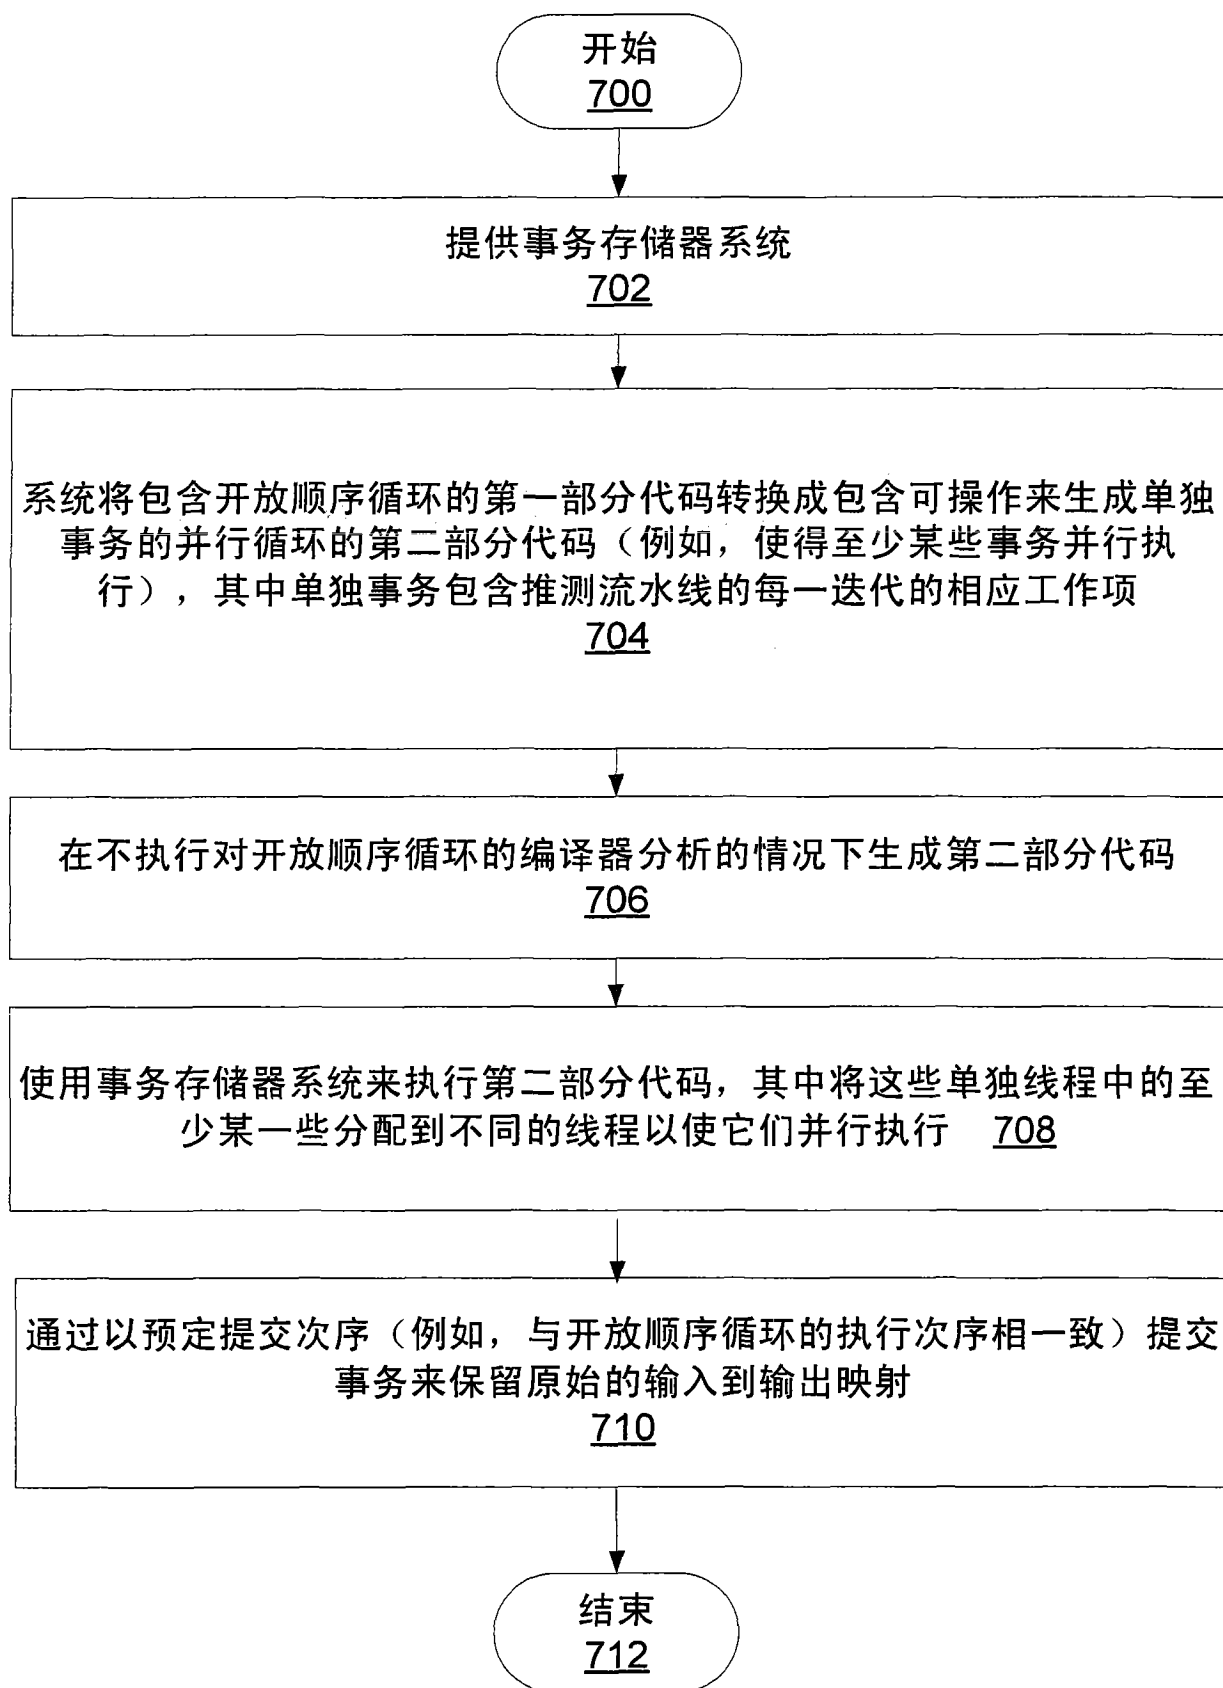 开始
700
提供事务存储器系统
702
系统将包含开放顺序循环的第一部分代码转换成包含可操作来生成单独
事务的并行循环的第二部分代码（例如，使得至少某些事务并行执
行），其中单独事务包含推测流水线的每一迭代的相应工作项
704
在不执行对开放顺序循环的编译器分析的情况下生成第二部分代码
706
使用事务存储器系统来执行第二部分代码，其中将这些单独线程中的至
少某一些分配到不同的线程以使它们并行执行 708
通过以预定提交次序（例如，与开放顺序循环的执行次序相一致）提交
事务来保留原始的输入到输出映射
710
结束
712